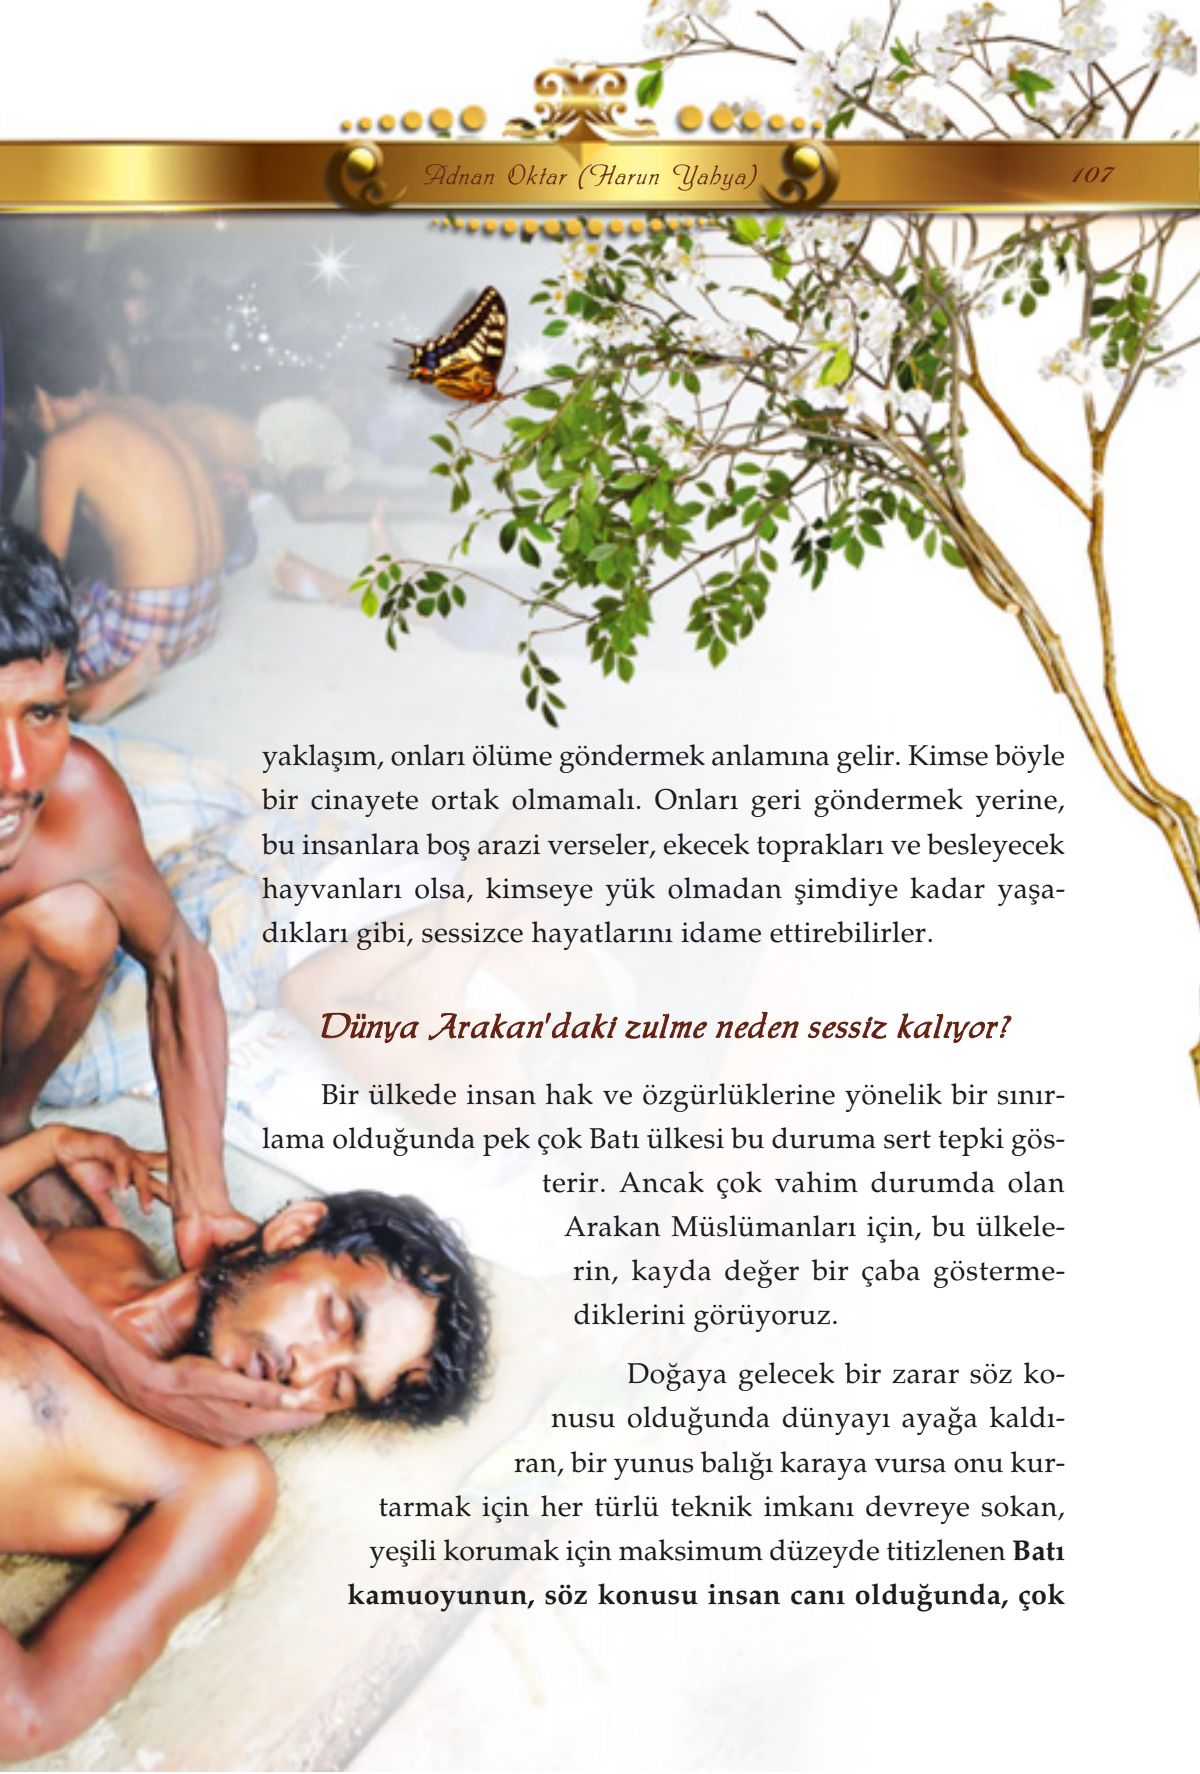 Adnan Oktar (Harun Yahya)
107
yaklaşım, onları ölüme göndermek anlamına gelir. Kimse böyle
bir cinayete ortak olmamalı. Onları geri göndermek yerine,
bu insanlara boş arazi verseler, ekecek toprakları ve besleyecek
hayvanları olsa, kimseye yük olmadan şimdiye kadar yaşa-
dıkları gibi, sessizce hayatlarını idame ettirebilirler.
Dünya Arakan'daki zulme neden sessiz kalıyor?
Bir ülkede insan hak ve özgürlüklerine yönelik bir sınır-
lama olduğunda pek çok Batı ülkesi bu duruma sert tepki gös-
terir. Ancak çok vahim durumda olan
Arakan Müslümanları için, bu ülkele-
rin, kayda değer bir çaba gösterme-
diklerini görüyoruz.
Doğaya gelecek bir zarar söz ko-
nusu olduğunda dünyayı ayağa kaldı-
ran, bir yunus balığı karaya vursa onu kur-
tarmak için her türlü teknik imkanı devreye sokan,
yeşili korumak için maksimum düzeyde titizlenen Batı
kamuoyunun, söz konusu insan canı olduğunda, çok